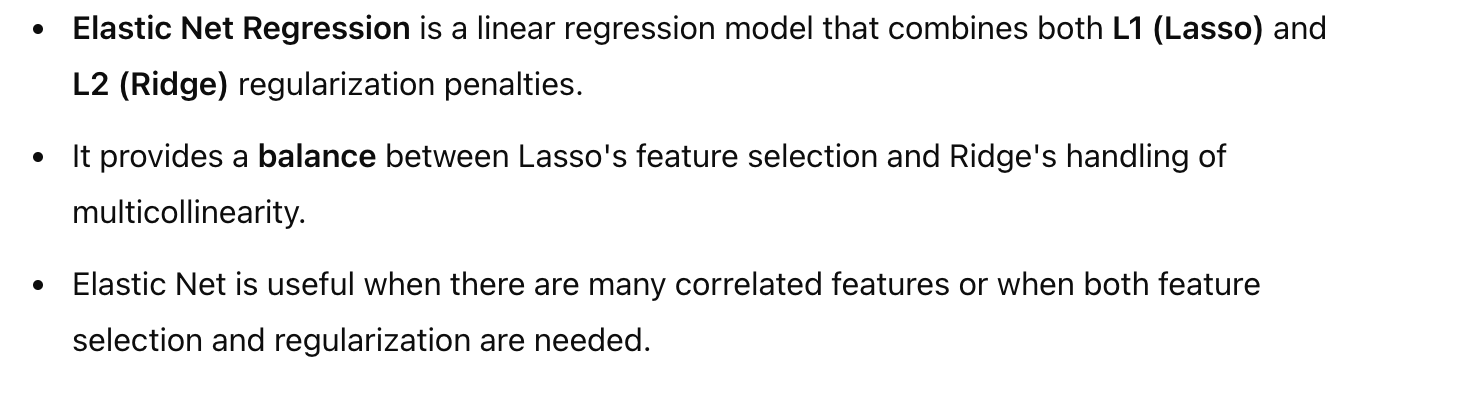 • Elastic Net Regression is a linear regression model that combines both L1 (Lasso) and
L2 (Ridge) regularization penalties.
• It provides a balance between Lasso's feature selection and Ridge's handling of
multicollinearity.
• Elastic Net is useful when there are many correlated features or when both feature
selection and regularization are needed.